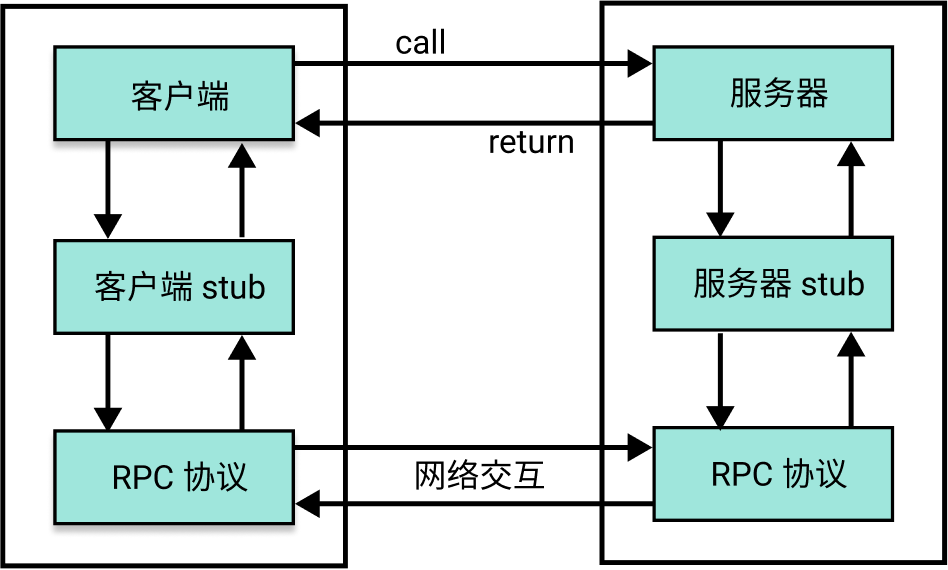 call
客户端
服务器
return
客户端 stub
服务器 stub
RPC 协议
网络交互
RPC 协议